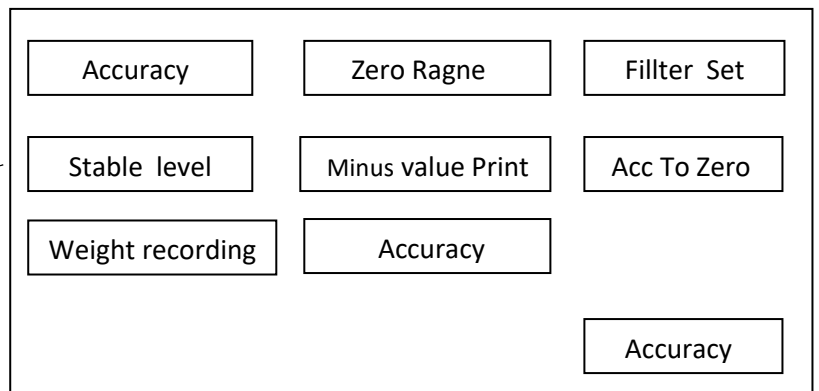 Accuracy
Zero Ragne
Fillter Set
Stable level
Minus value Print
Acc To Zero
Weight recording
Accuracy
Accuracy